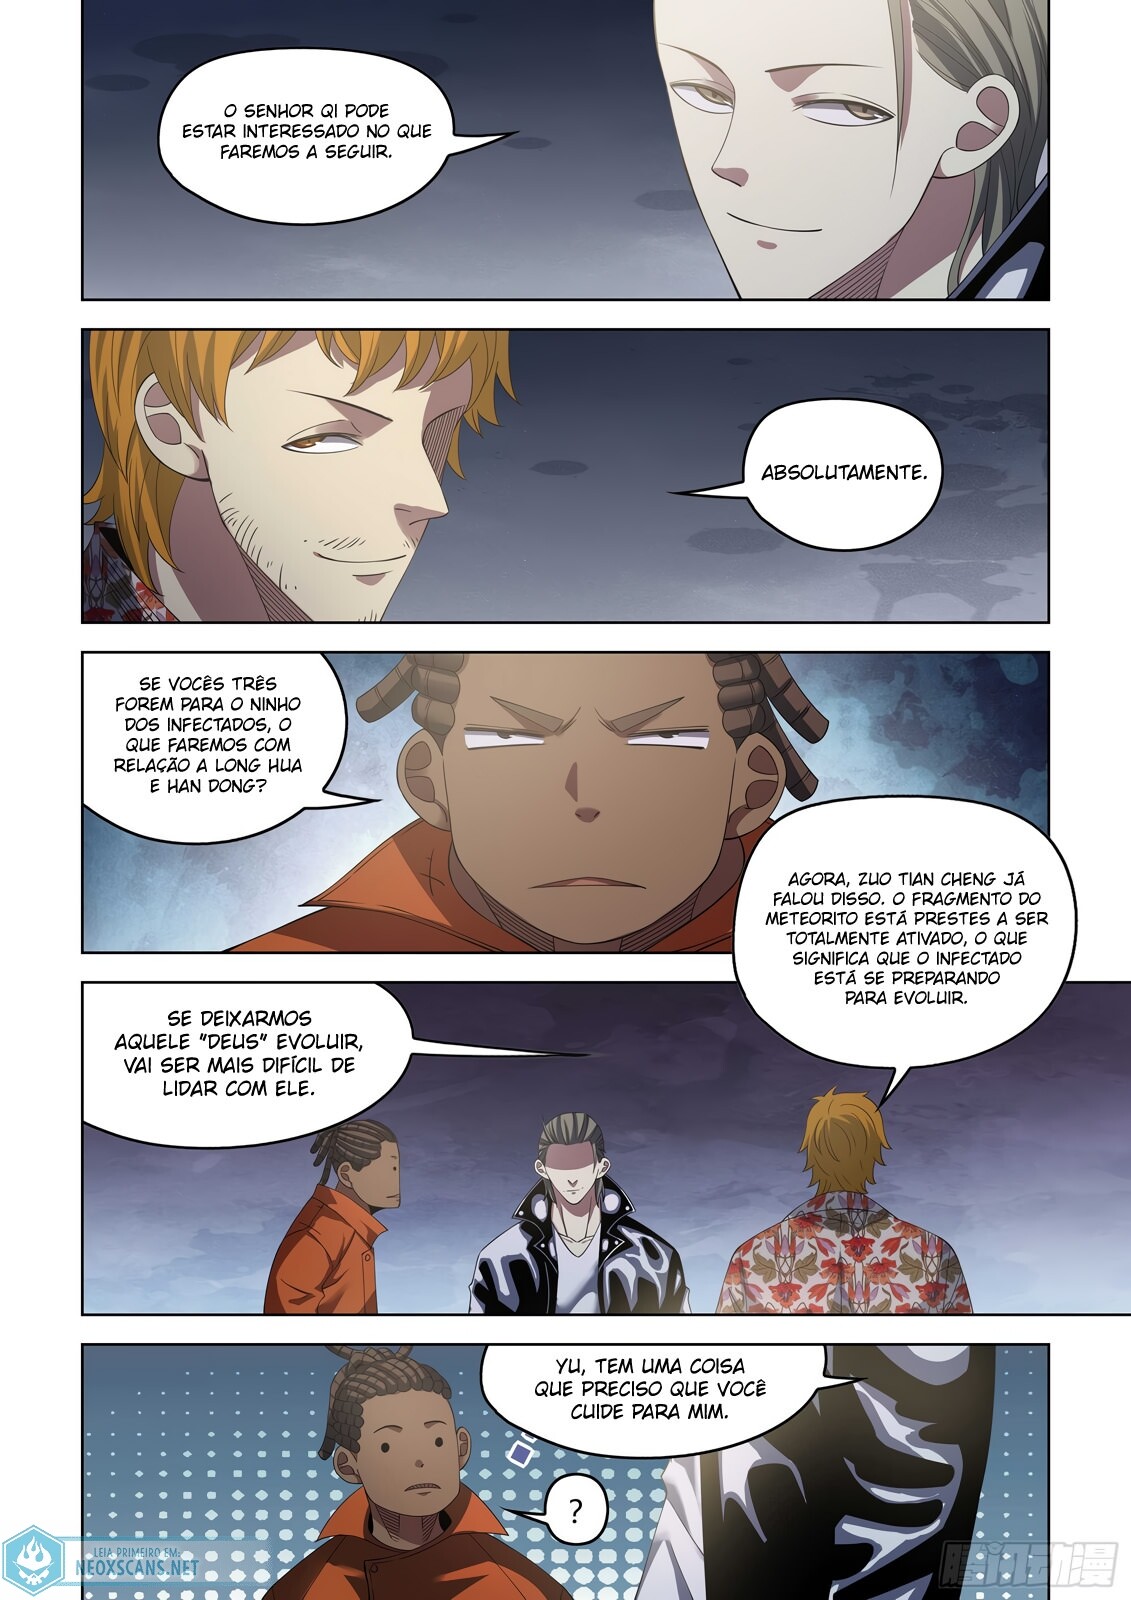 O SENHOR QI PODE
ESTAR INTERESSADO NO QUE
FAREMOS A SEGUIR.
ABSOLUTAMENTE.
SE VOCÊS TRÊS
FOREM PARA O NINHO
DOS INFECTADOS, O
QUE FAREMOS COM
RELAÇÃO A LONG HUA
E HAN DONG?
AGORA, ZUO TIAN CHENG JÁ
FALOU DISSO. O FRAGMENTO DO
METEORITO ESTÁ PRESTES A SER
TOTALMENTE ATIVADO, O QUE
SIGNIFICA QUE O INFECTADO
ESTÁ SE PREPARANDO
PARA EVOLUIR.
SE DEIXARMOS
AQUELE "DEUS" EVOLUIR,
VAI SER MAIS DIFÍCIL DE
LIDAR COM ELE.
YU, TEM UMA COISA
QUE PRECISO QUE VOCÊ
CUIDE PARA MIM.
?
LEIA PRIMEIRO EM:
NEOXSCANS.NET
腾讯动漫